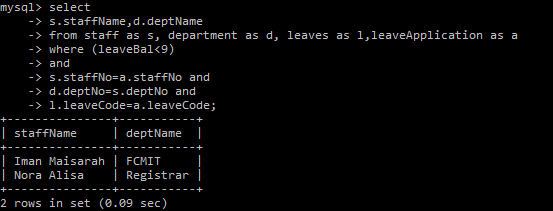 mysql> select
    -> s.staffName,d.deptName
    -> from staff as s, department as d, leaves as l,leaveApplication as a
    -> where (leaveBal<9)
    -> and
    -> s.staffNo=a.staffNo and
    -> d.deptNo=s.deptNo and
    -> l.leaveCode=a.leaveCode;
+---------------+-----------+
| staffName     | deptName  |
+---------------+-----------+
| Iman Maisarah | FCMIT     |
| Nora Alisa    | Registrar |
+---------------+-----------+
2 rows in set (0.09 sec)